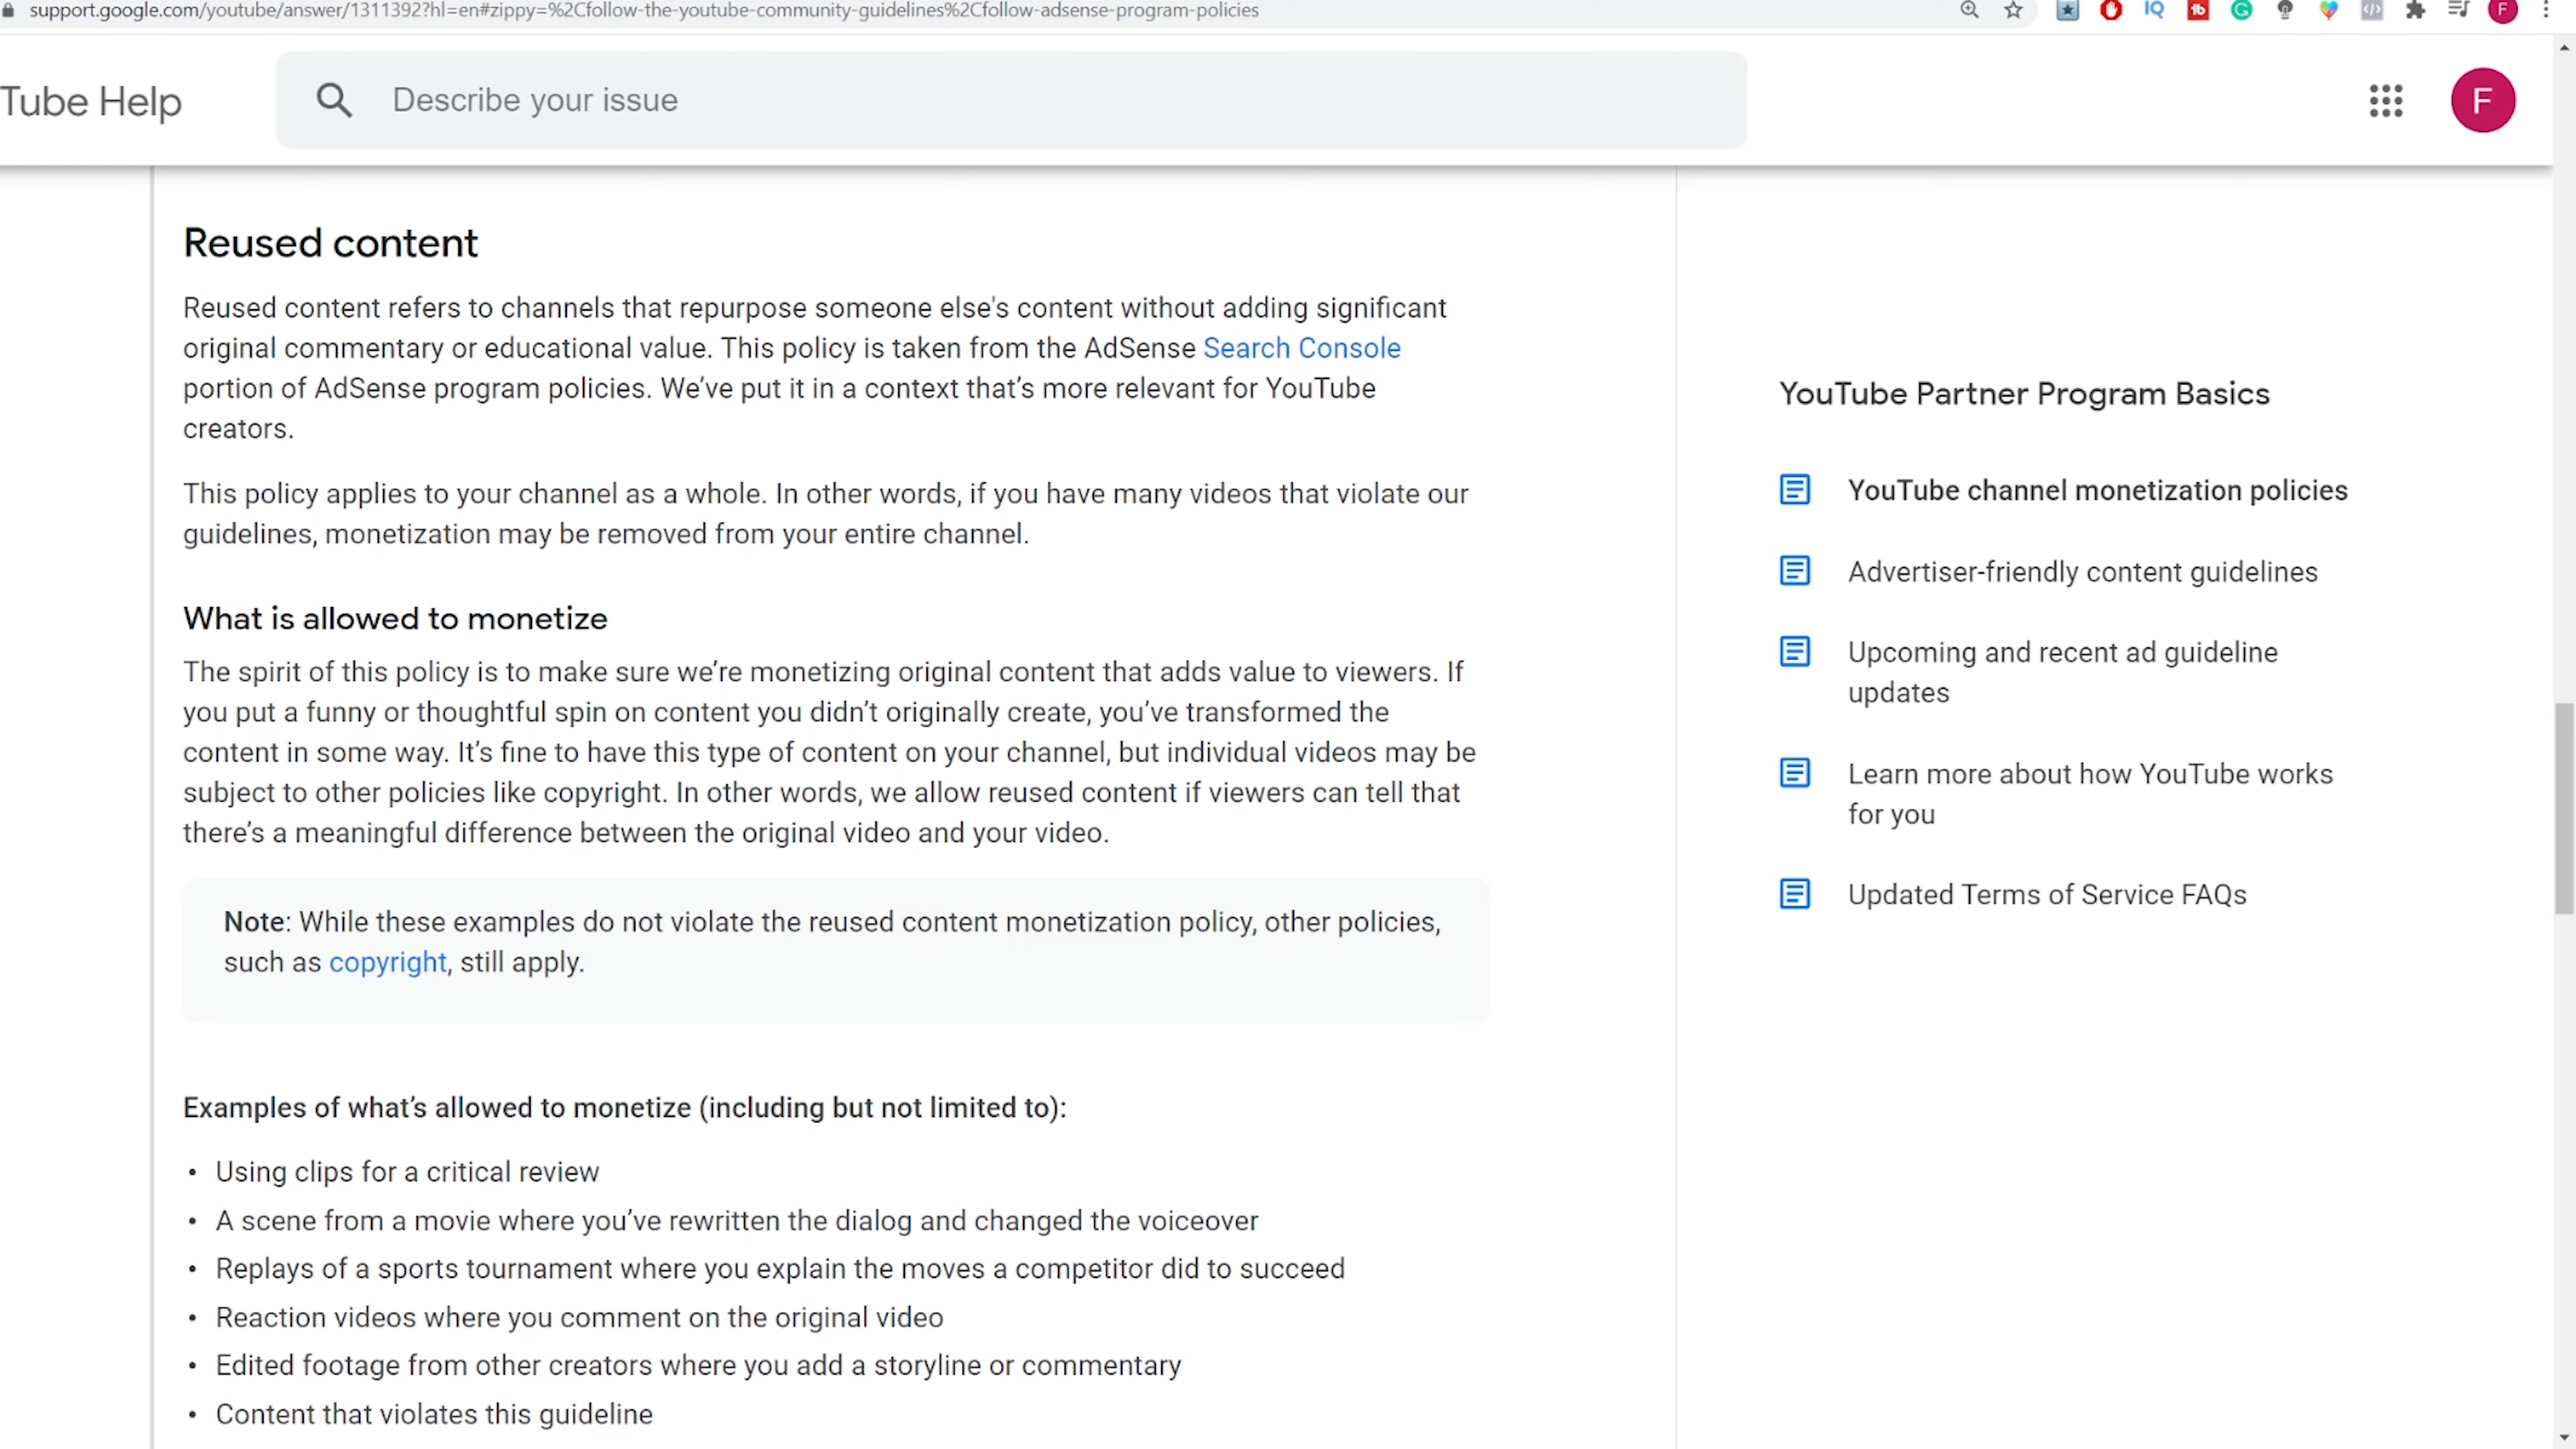 support.google.com/youtube/answer/1311392?hl=en#zippy=%2Cfollow-the-youtube-community-guidelines%2Cfollow-adsense-program-policies
IQ
tb
G
F
Tube Help
Describe your issue
F
Reused content
Reused content refers to channels that repurpose someone else's content without adding significant
original commentary or educational value. This policy is taken from the AdSense Search Console
portion of AdSense program policies. We’ve put it in a context that’s more relevant for YouTube
creators.
This policy applies to your channel as a whole. In other words, if you have many videos that violate our
guidelines, monetization may be removed from your entire channel.
What is allowed to monetize
The spirit of this policy is to make sure we’re monetizing original content that adds value to viewers. If
you put a funny or thoughtful spin on content you didn’t originally create, you’ve transformed the
content in some way. It’s fine to have this type of content on your channel, but individual videos may be
subject to other policies like copyright. In other words, we allow reused content if viewers can tell that
there’s a meaningful difference between the original video and your video.
Note: While these examples do not violate the reused content monetization policy, other policies,
such as copyright, still apply.
Examples of what’s allowed to monetize (including but not limited to):
• Using clips for a critical review
• A scene from a movie where you’ve rewritten the dialog and changed the voiceover
• Replays of a sports tournament where you explain the moves a competitor did to succeed
• Reaction videos where you comment on the original video
• Edited footage from other creators where you add a storyline or commentary
• Content that violates this guideline
YouTube Partner Program Basics
YouTube channel monetization policies
Advertiser-friendly content guidelines
Upcoming and recent ad guideline
updates
Learn more about how YouTube works
for you
Updated Terms of Service FAQs